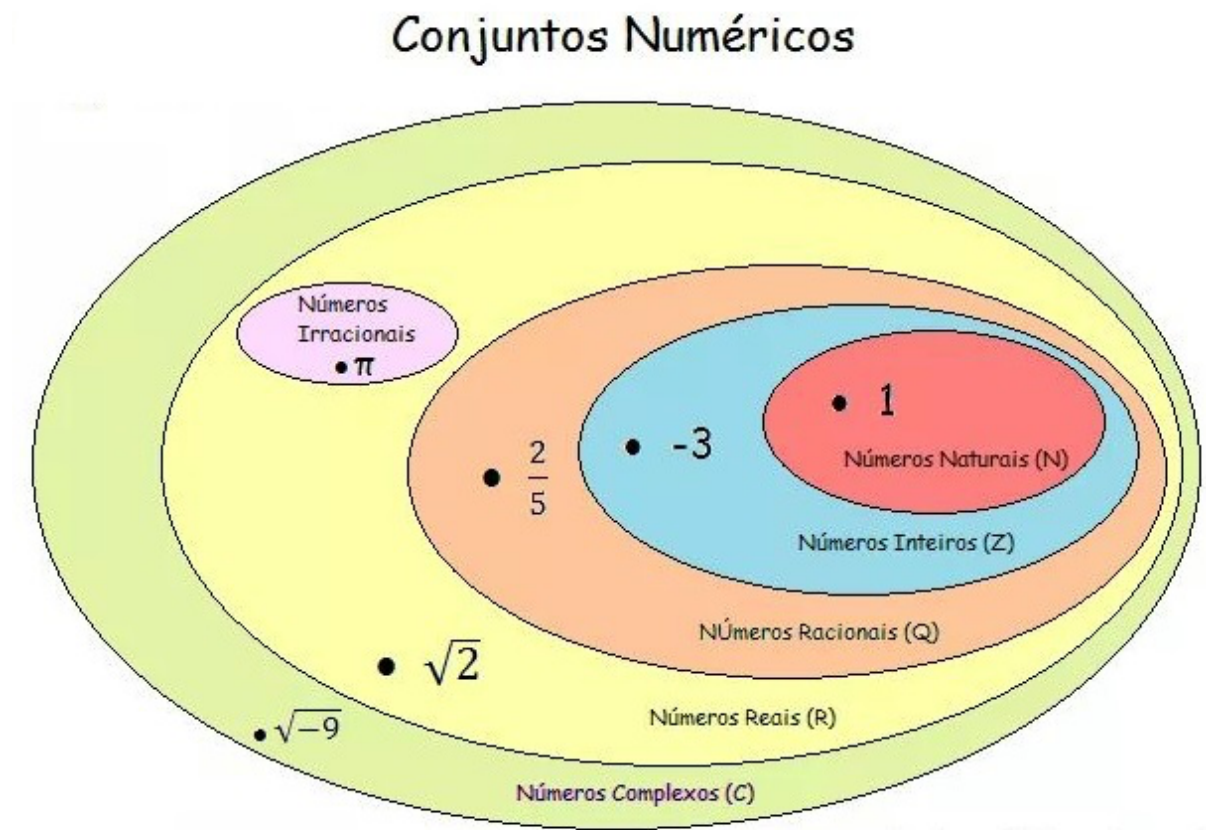 Conjuntos Numéricos
Números
Irracionais
• π
• 1
• -3
Números Naturais (N)
• 2/5
Números Inteiros (Z)
NÚmeros Racionais (Q)
• √2
Números Reais (R)
• √-9
Números Complexos (C)